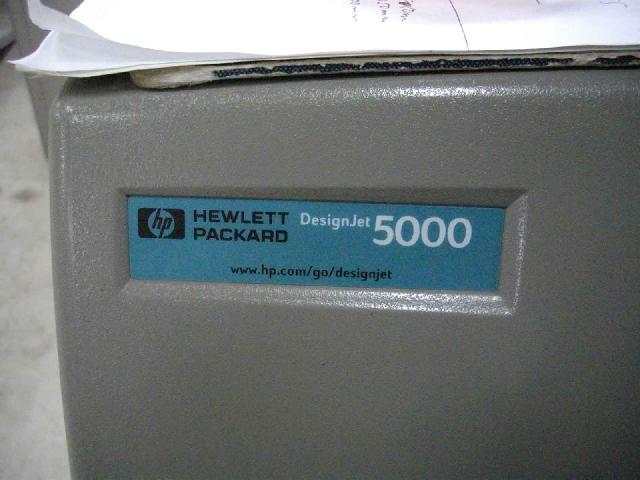 hp HEWLETT PACKARD
DesignJet 5000
www.hp.com/go/designjet